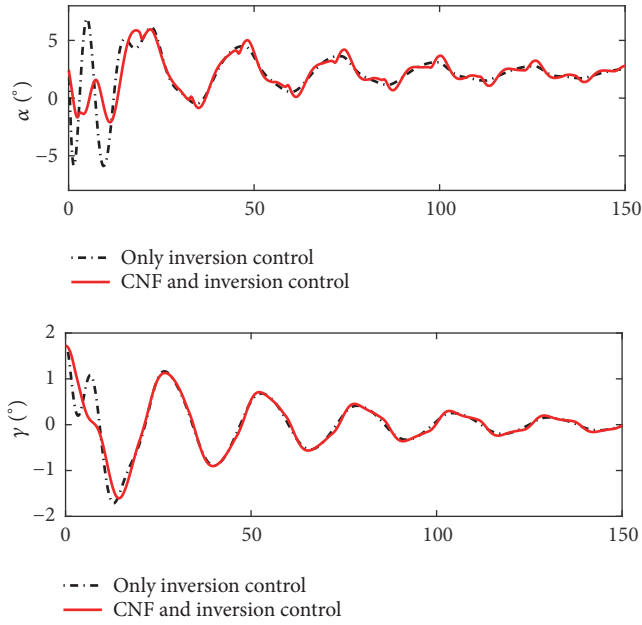 α (°)
5
0
−5
0 50 100 150
Only inversion control
CNF and inversion control
γ (°)
2
1
0
−1
−2
0 50 100 150
Only inversion control
CNF and inversion control